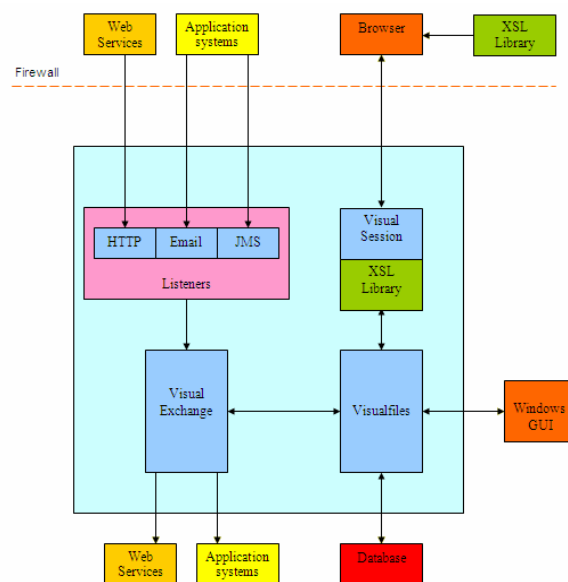 Web
Services
Application
systems
Browser
XSL
Library
Firewall
HTTP
Email
JMS
Listeners
Visual
Session
XSL
Library
Visual
Exchange
Visualfiles
Windows
GUI
Web
Services
Application
systems
Database